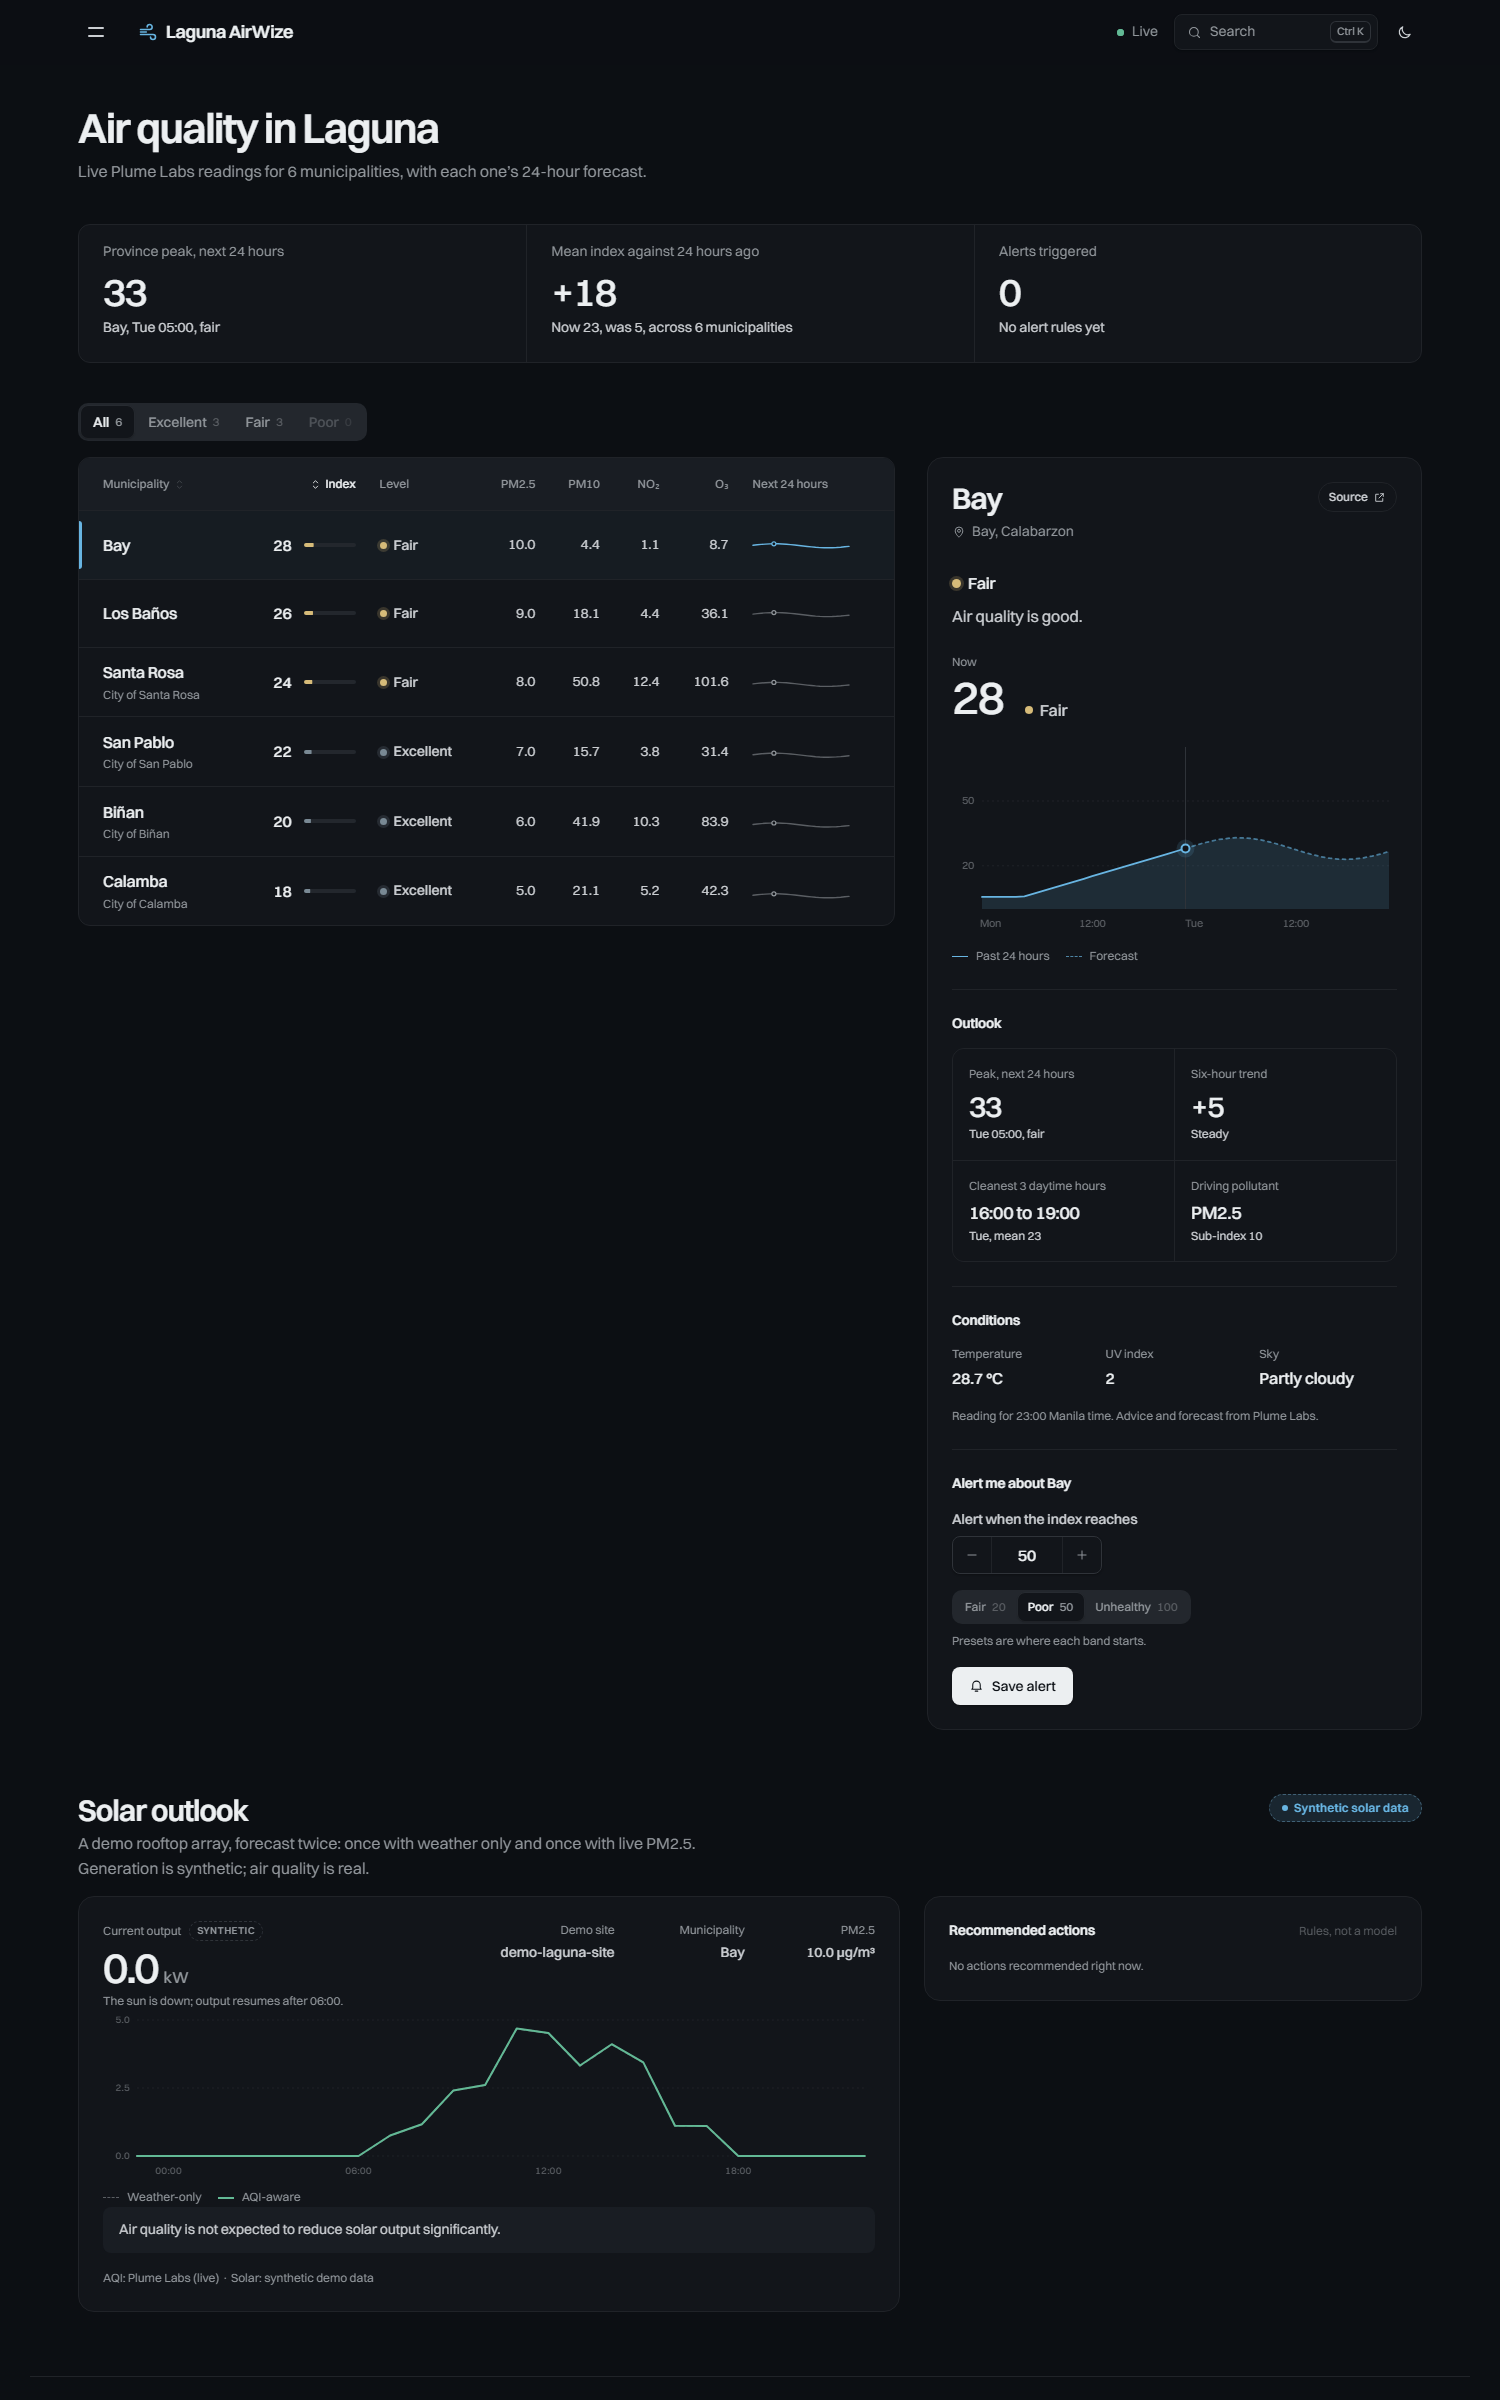 Laguna AirWize
Live
Search
Ctrl K
Air quality in Laguna
Live Plume Labs readings for 6 municipalities, with each one’s 24-hour forecast.
Province peak, next 24 hours
33
Bay, Tue 05:00, fair
Mean index against 24 hours ago
+18
Now 23, was 5, across 6 municipalities
Alerts triggered
0
No alert rules yet
All 6 Excellent 3 Fair 3 Poor 0
Municipality Index Level PM2.5 PM10 NO₂ O₃ Next 24 hours
Bay 28 Fair 10.0 4.4 1.1 8.7
Los Baños 26 Fair 9.0 18.1 4.4 36.1
Santa Rosa 24 Fair 8.0 50.8 12.4 101.6
City of Santa Rosa
San Pablo 22 Excellent 7.0 15.7 3.8 31.4
City of San Pablo
Biñan 20 Excellent 6.0 41.9 10.3 83.9
City of Biñan
Calamba 18 Excellent 5.0 21.1 5.2 42.3
City of Calamba
Bay
Source
Bay, Calabarzon
Fair
Air quality is good.
Now
28 Fair
50
20
Mon 12:00 Tue 12:00
Past 24 hours Forecast
Outlook
Peak, next 24 hours
33
Tue 05:00, fair
Six-hour trend
+5
Steady
Cleanest 3 daytime hours
16:00 to 19:00
Tue, mean 23
Driving pollutant
PM2.5
Sub-index 10
Conditions
Temperature UV index Sky
28.7 °C 2 Partly cloudy
Reading for 23:00 Manila time. Advice and forecast from Plume Labs.
Alert me about Bay
Alert when the index reaches
− 50 +
Fair 20 Poor 50 Unhealthy 100
Presets are where each band starts.
Save alert
Solar outlook
Synthetic solar data
A demo rooftop array, forecast twice: once with weather only and once with live PM2.5.
Generation is synthetic; air quality is real.
Current output SYNTHETIC
0.0 kW
The sun is down; output resumes after 06:00.
Demo site Municipality PM2.5
demo-laguna-site Bay 10.0 µg/m³
5.0
2.5
0.0
00:00 06:00 12:00 18:00
Weather-only AQI-aware
Air quality is not expected to reduce solar output significantly.
AQI: Plume Labs (live) · Solar: synthetic demo data
Recommended actions Rules, not a model
No actions recommended right now.